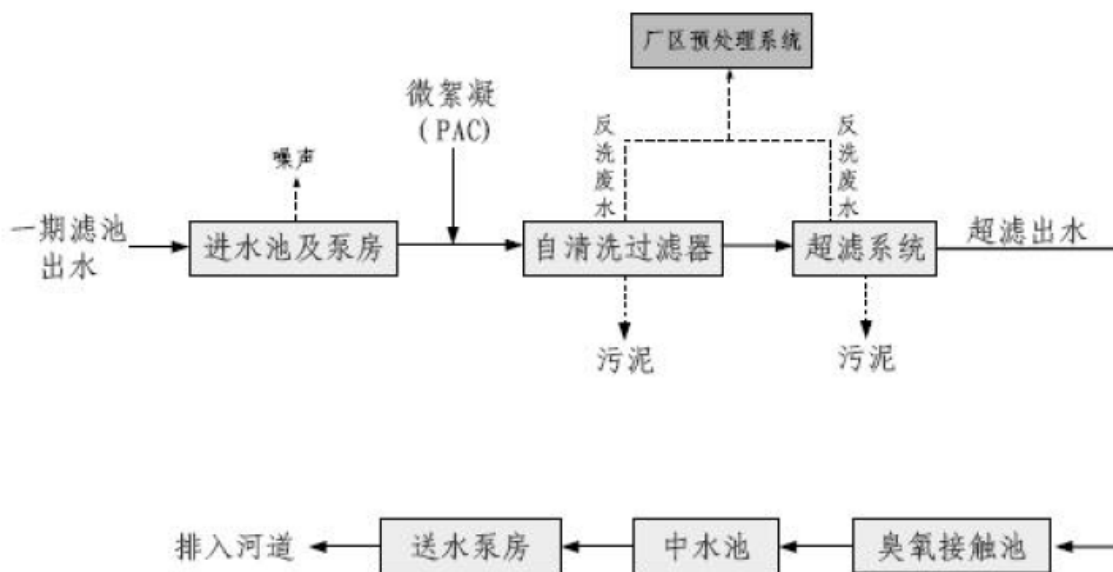 厂区预处理系统
微絮凝
(PAC)
噪声
反洗废水
反洗废水
一期滤池
出水
进水池及泵房
自清洗过滤器
超滤系统
超滤出水
污泥
污泥
排入河道
送水泵房
中水池
臭氧接触池